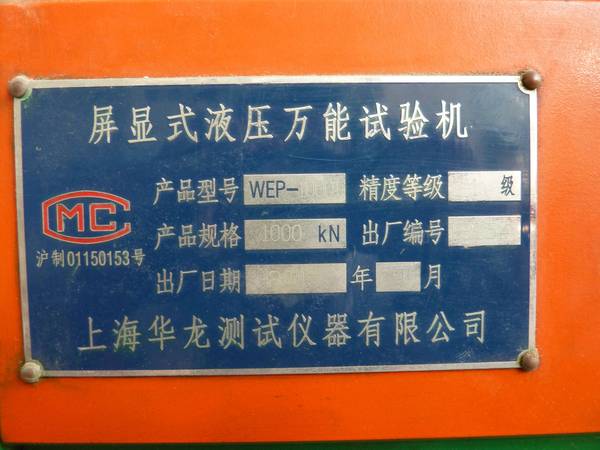 屏显式液压万能试验机
产品型号 WEP- 精度等级 级
MC 产品规格 1000 kN 出厂编号
沪制01150153号
出厂日期 年 月
上海华龙测试仪器有限公司